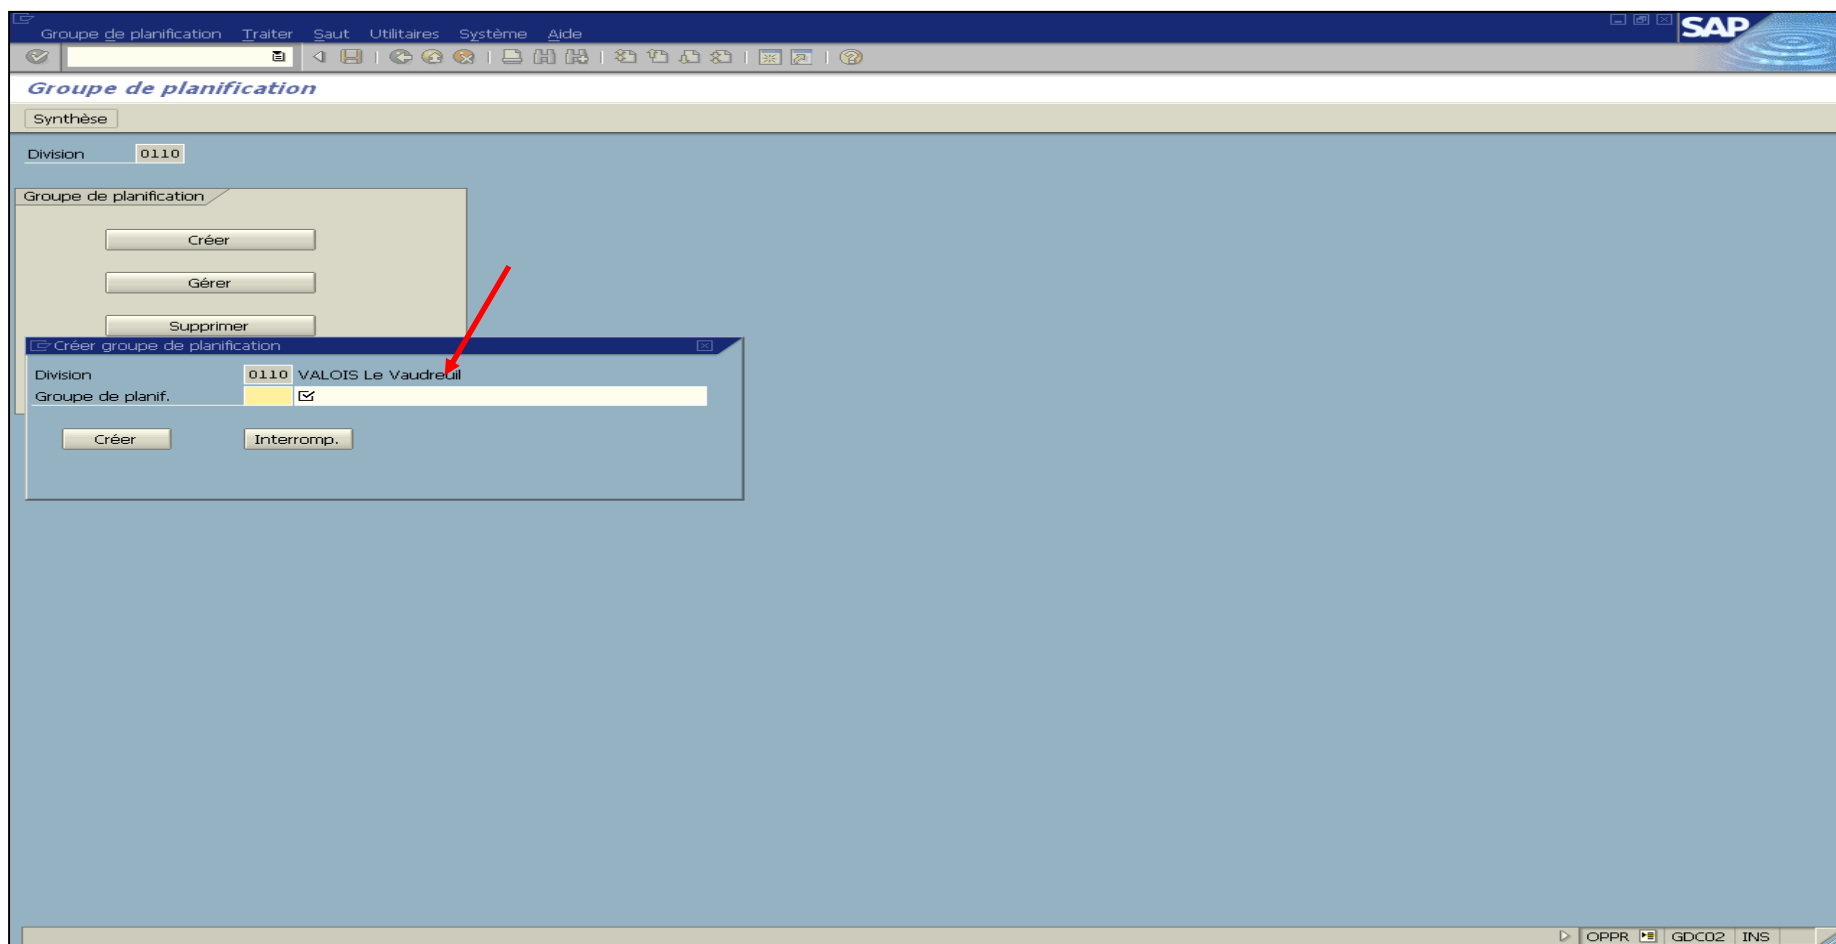 Groupe de planification Traiter Saut Utilitaires Système Aide
SAP
Groupe de planification
Synthèse
Division 0110
Groupe de planification
Créer
Gérer
Supprimer
Créer groupe de planification
Division 0110 VALOIS Le Vaudreuil
Groupe de planif.
Créer Interromp.
OPPR GDC02 INS